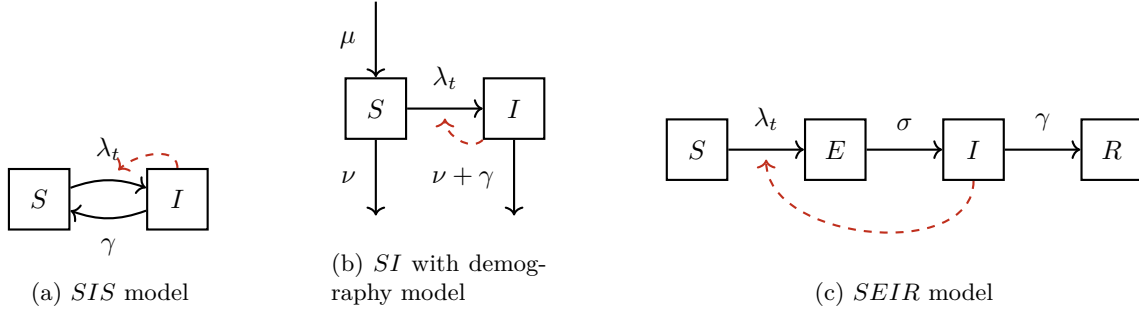 λ_t
S
I
γ
(a) SIS model
μ
λ_t
S
I
ν
ν + γ
(b) SI with demog-
raphy model
λ_t
σ
γ
S
E
I
R
(c) SEIR model